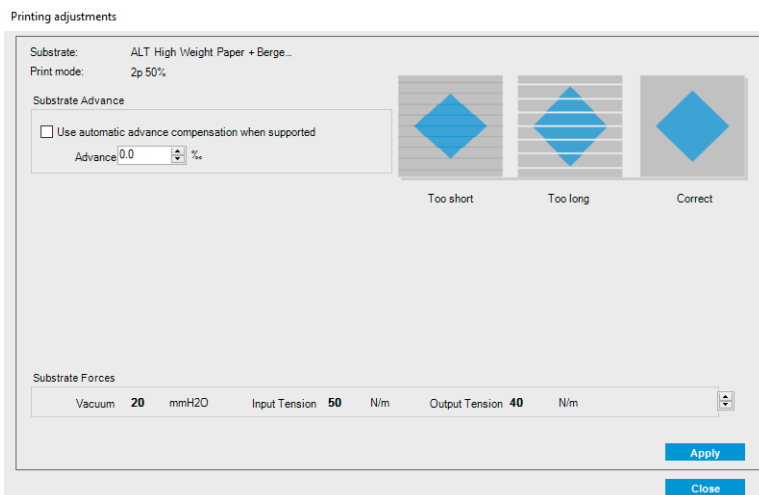 Printing adjustments
Substrate: ALT High Weight Paper + Berge...
Print mode: 2p 50%
Substrate Advance
Use automatic advance compensation when supported
Advance 0.0 ‰
Too short Too long Correct
Substrate Forces
Vacuum 20 mmH2O Input Tension 50 N/m Output Tension 40 N/m
Apply
Close